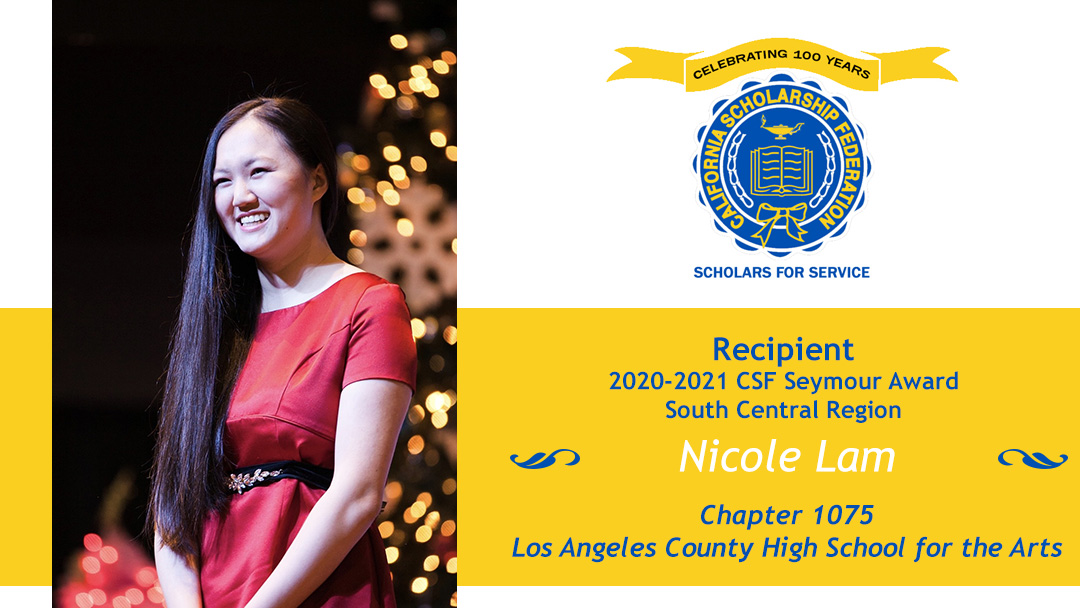 CELEBRATING 100 YEARS
CALIFORNIA SCHOLARSHIP FEDERATION
SCHOLARS FOR SERVICE
Recipient
2020-2021 CSF Seymour Award
South Central Region
Nicole Lam
Chapter 1075
Los Angeles County High School for the Arts